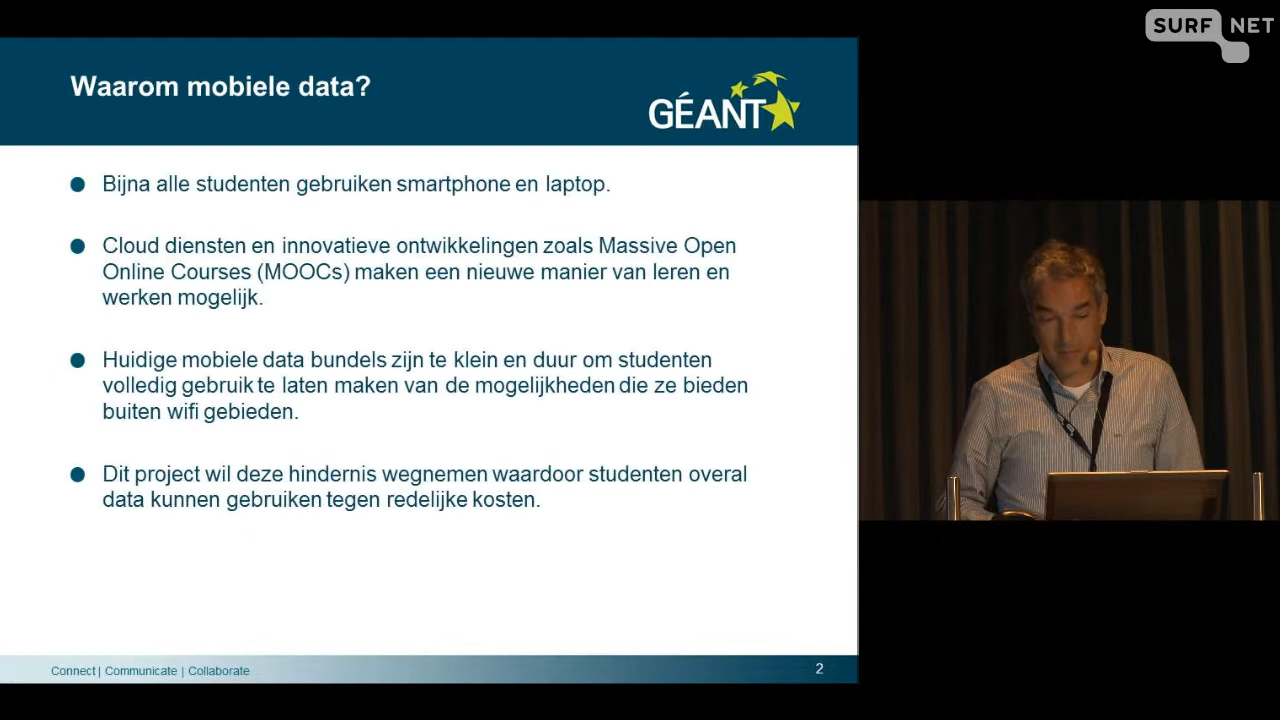 SURF NET
Waarom mobiele data?
GÉANT
Bijna alle studenten gebruiken smartphone en laptop.
Cloud diensten en innovatieve ontwikkelingen zoals Massive Open
Online Courses (MOOCs) maken een nieuwe manier van leren en
werken mogelijk.
Huidige mobiele data bundels zijn te klein en duur om studenten
volledig gebruik te laten maken van de mogelijkheden die ze bieden
buiten wifi gebieden.
Dit project wil deze hindernis wegnemen waardoor studenten overal
data kunnen gebruiken tegen redelijke kosten.
Connect | Communicate | Collaborate
2